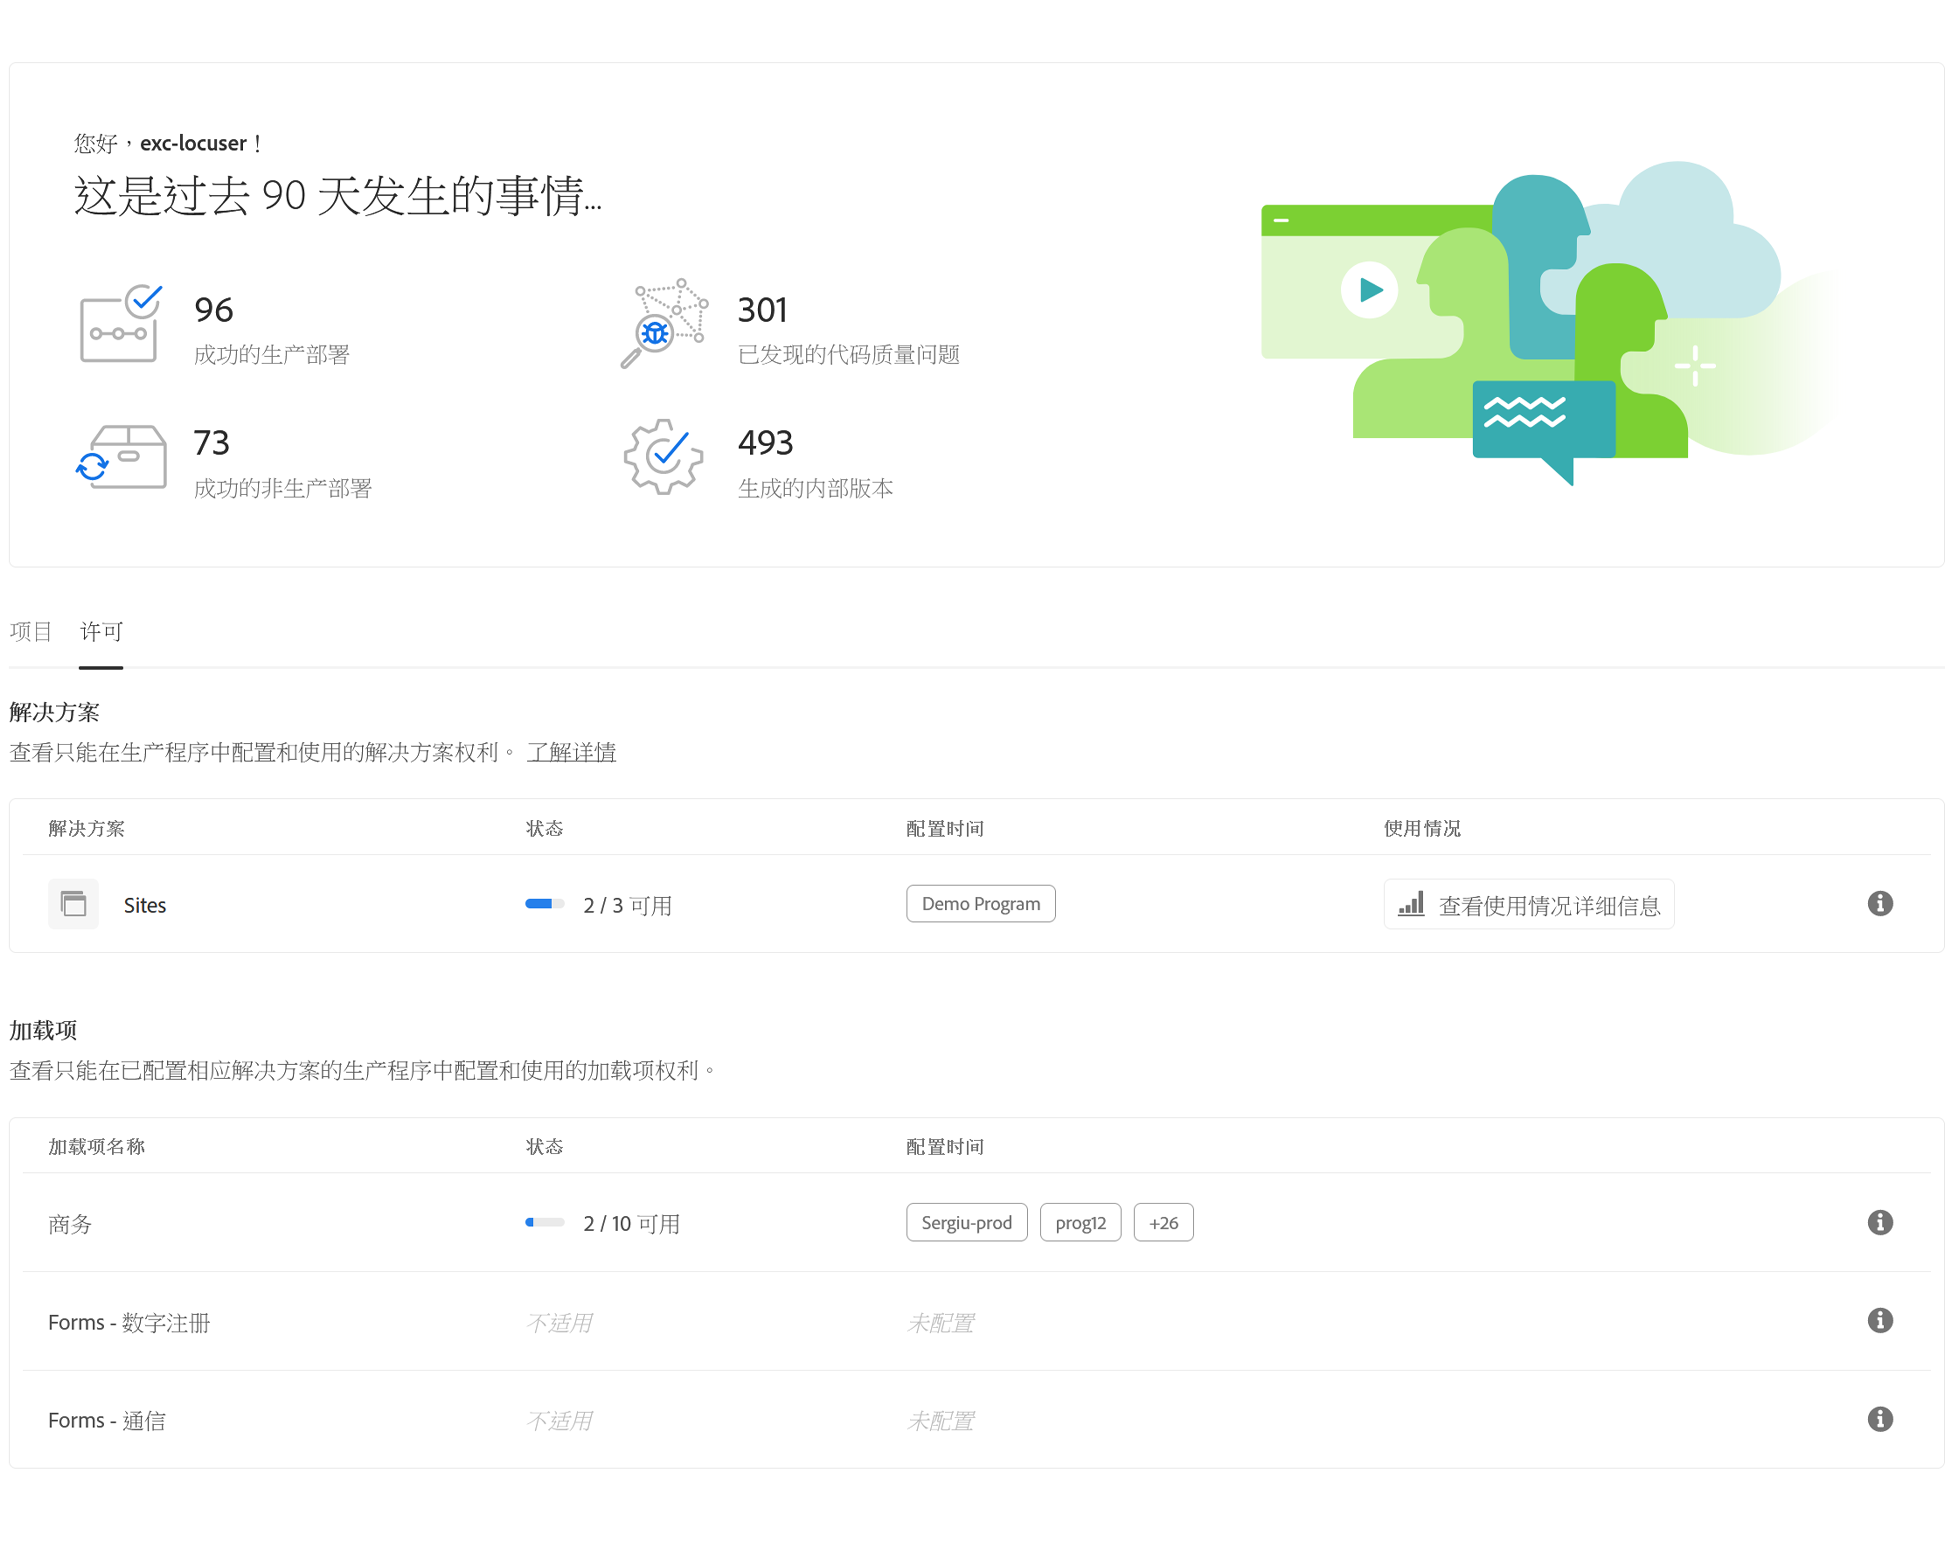 您好，exc-locuser！
这是过去 90 天发生的事情...
96
成功的生产部署
301
已发现的代码质量问题
73
成功的非生产部署
493
生成的内部版本
项目 许可
解决方案
查看只能在生产程序中配置和使用的解决方案权利。 了解详情
解决方案 状态 配置时间 使用情况
Sites 2 / 3 可用 Demo Program 查看使用情况详细信息
加载项
查看只能在已配置相应解决方案的生产程序中配置和使用的加载项权利。
加载项名称 状态 配置时间
商务 2 / 10 可用 Sergiu-prod prog12 +26
Forms - 数字注册 不适用 未配置
Forms - 通信 不适用 未配置